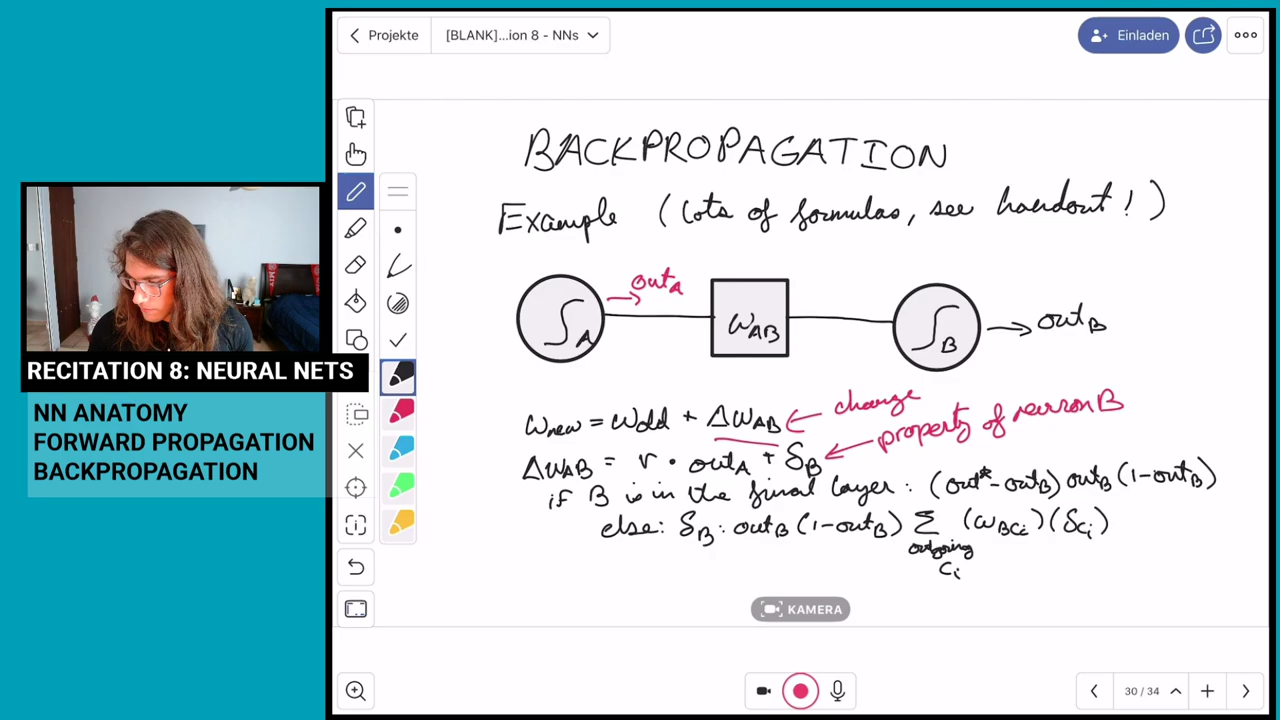 Projekte
[BLANK]...ion 8 - NNs
Einladen
BACKPROPAGATION
Example (lots of formulas, see handout!)
outA
∫A
wAB
∫B
→ outB
wnew = wold + ΔwAB ← change
ΔwAB = r · outA + δB ← property of neuron B
if B is in the final layer: (out* - outB) outB (1-outB)
else: δB: outB (1-outB) Σ (wBCi)(δCi)
outgoing
Ci
RECITATION 8: NEURAL NETS
NN ANATOMY
FORWARD PROPAGATION
BACKPROPAGATION
KAMERA
30 / 34